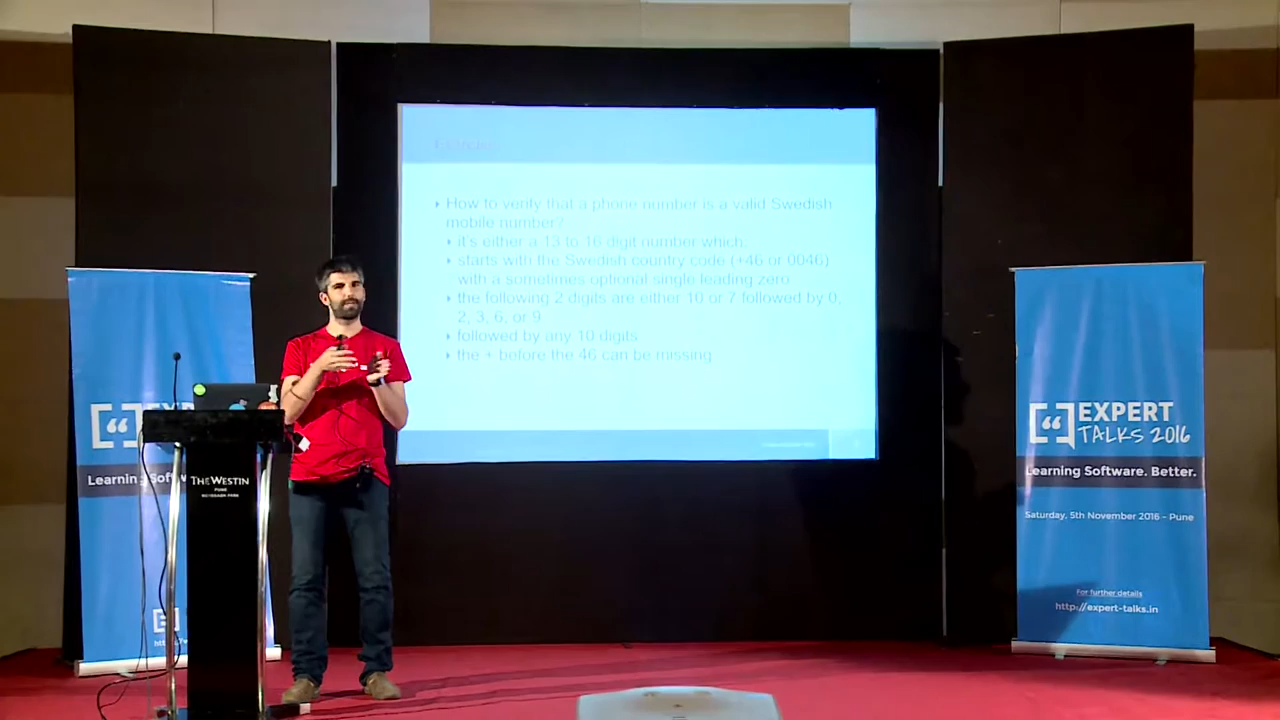 How to verify that a phone number is a valid Swedish
mobile number?
it's either a 13 to 16 digit number which:
starts with the Swedish country code (+46 or 0046)
with a sometimes optional single leading zero
the following 2 digits are either 10 or 7 followed by 0,
2, 3, 6, or 9
followed by any 10 digits
the + before the 46 can be missing
Learning Softw
THE WESTIN
PUNE
EXPERT
TALKS 2016
Learning Software. Better.
Saturday, 5th November 2016 – Pune
For further details
http://expert-talks.in